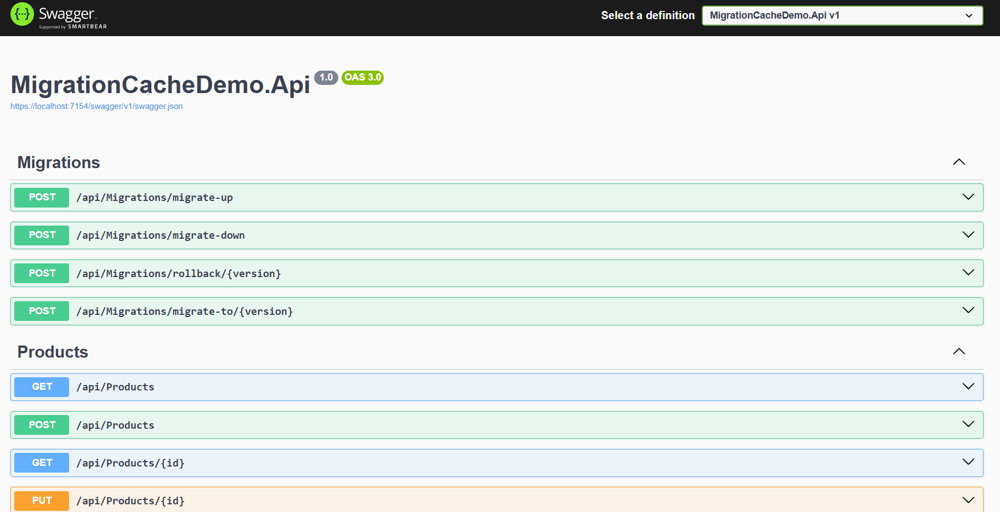 Swagger
Supported by SMARTBEAR
Select a definition
MigrationCacheDemo.Api v1
MigrationCacheDemo.Api 1.0 OAS 3.0
https://localhost:7154/swagger/v1/swagger.json
Migrations
POST /api/Migrations/migrate-up
POST /api/Migrations/migrate-down
POST /api/Migrations/rollback/{version}
POST /api/Migrations/migrate-to/{version}
Products
GET /api/Products
POST /api/Products
GET /api/Products/{id}
PUT /api/Products/{id}